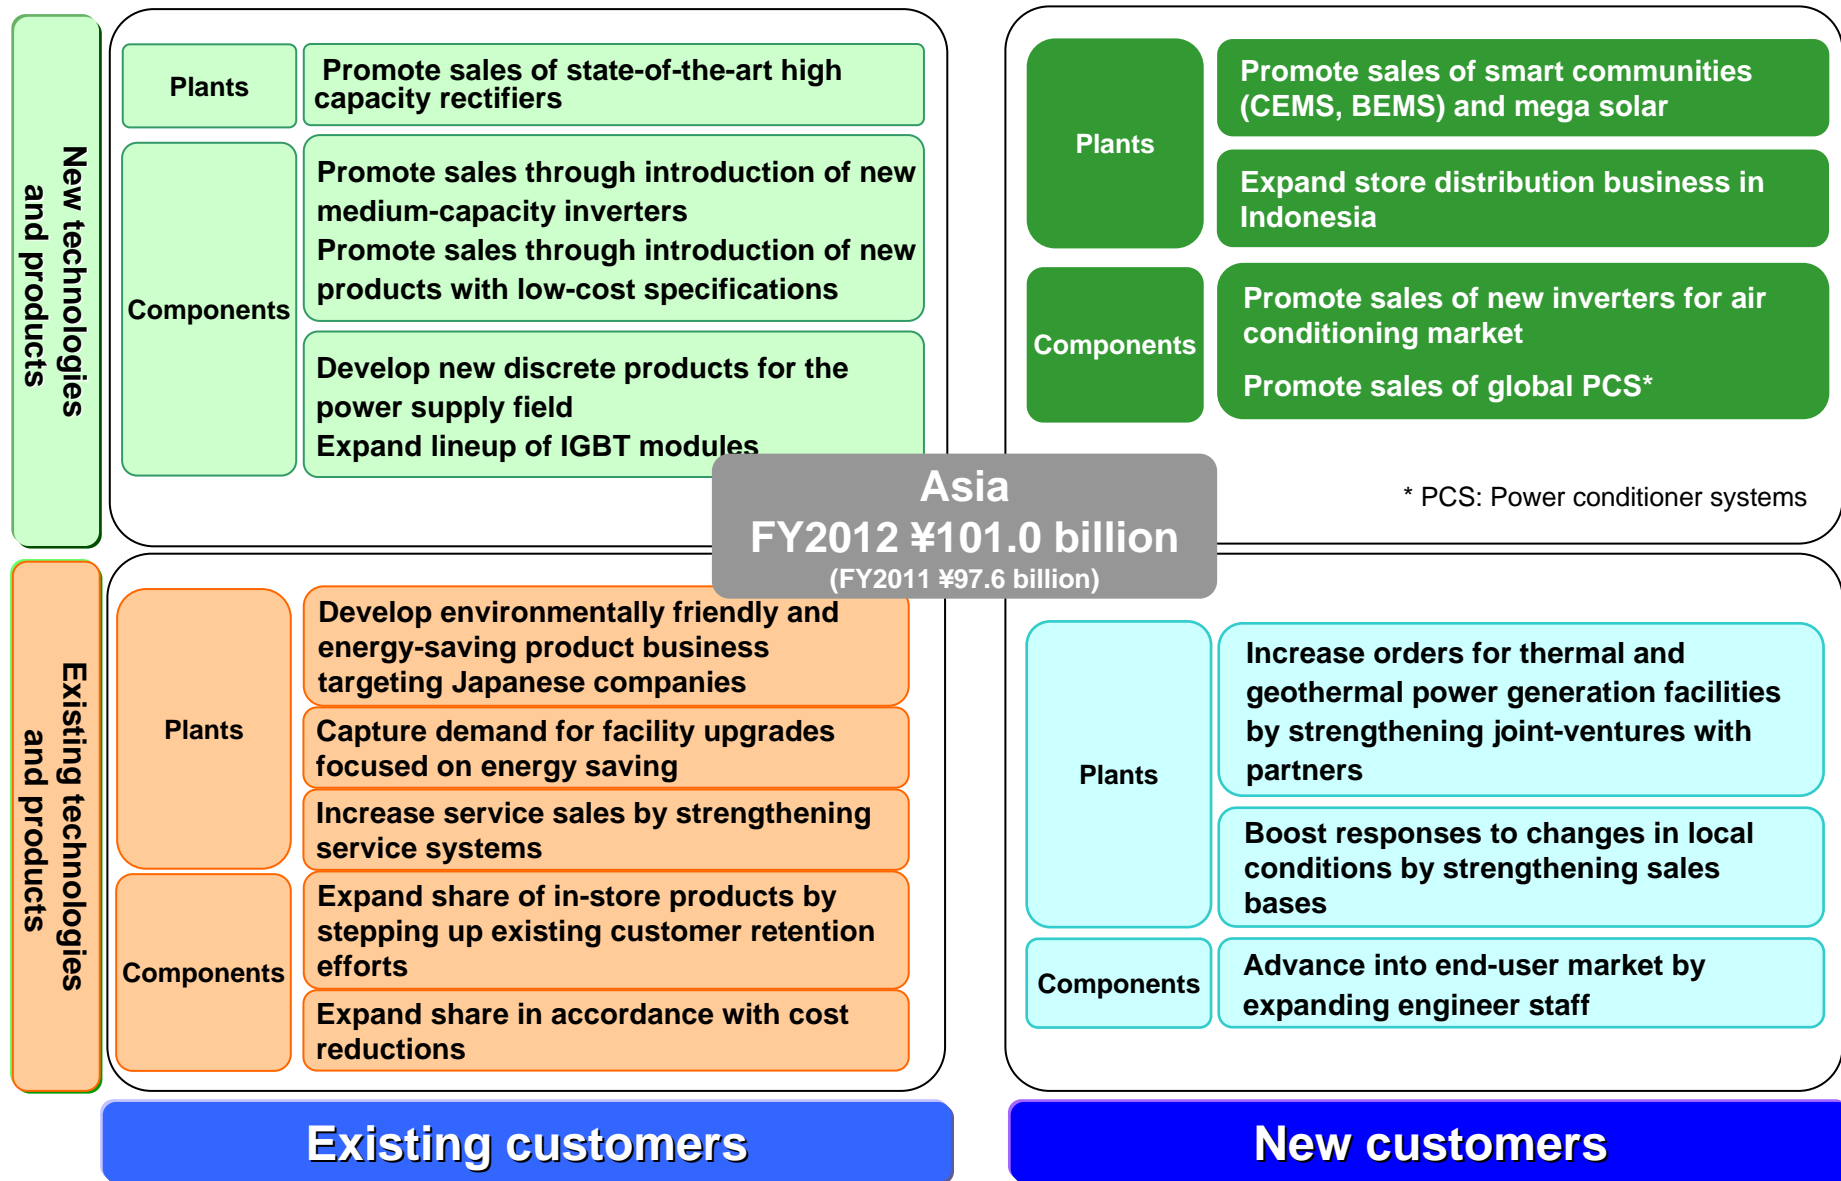 New technologies
and products
Plants
Promote sales of state-of-the-art high
capacity rectifiers
Components
Promote sales through introduction of new
medium-capacity inverters
Promote sales through introduction of new
products with low-cost specifications
Develop new discrete products for the
power supply field
Expand lineup of IGBT modules
Plants
Promote sales of smart communities
(CEMS, BEMS) and mega solar
Expand store distribution business in
Indonesia
Components
Promote sales of new inverters for air
conditioning market
Promote sales of global PCS*
* PCS: Power conditioner systems
Asia
FY2012 ¥101.0 billion
(FY2011 ¥97.6 billion)
Existing technologies
and products
Plants
Develop environmentally friendly and
energy-saving product business
targeting Japanese companies
Capture demand for facility upgrades
focused on energy saving
Increase service sales by strengthening
service systems
Components
Expand share of in-store products by
stepping up existing customer retention
efforts
Expand share in accordance with cost
reductions
Plants
Increase orders for thermal and
geothermal power generation facilities
by strengthening joint-ventures with
partners
Boost responses to changes in local
conditions by strengthening sales
bases
Components
Advance into end-user market by
expanding engineer staff
Existing customers
New customers